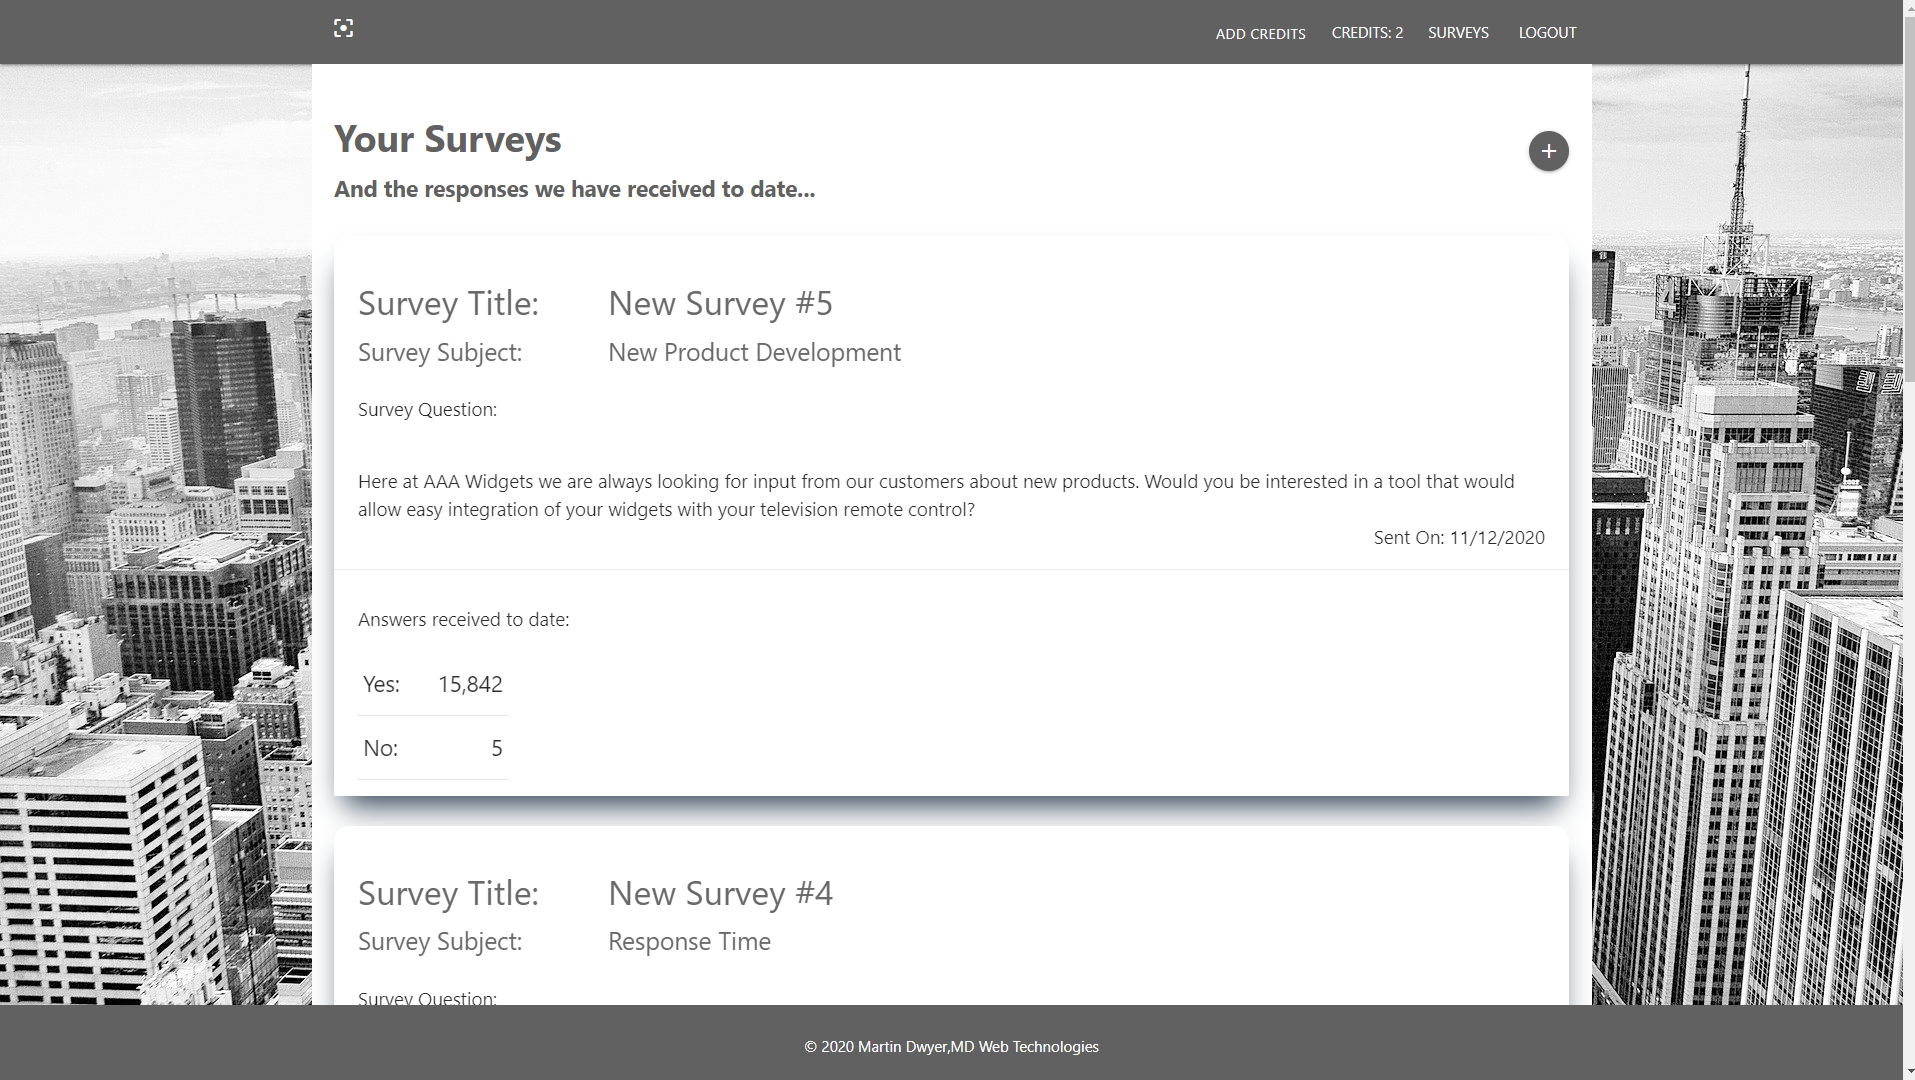 ADD CREDITS CREDITS: 2 SURVEYS LOGOUT
Your Surveys
And the responses we have received to date...
Survey Title: New Survey #5
Survey Subject: New Product Development
Survey Question:
Here at AAA Widgets we are always looking for input from our customers about new products. Would you be interested in a tool that would
allow easy integration of your widgets with your television remote control?
Sent On: 11/12/2020
Answers received to date:
Yes: 15,842
No: 5
Survey Title: New Survey #4
Survey Subject: Response Time
Survey Question:
© 2020 Martin Dwyer,MD Web Technologies